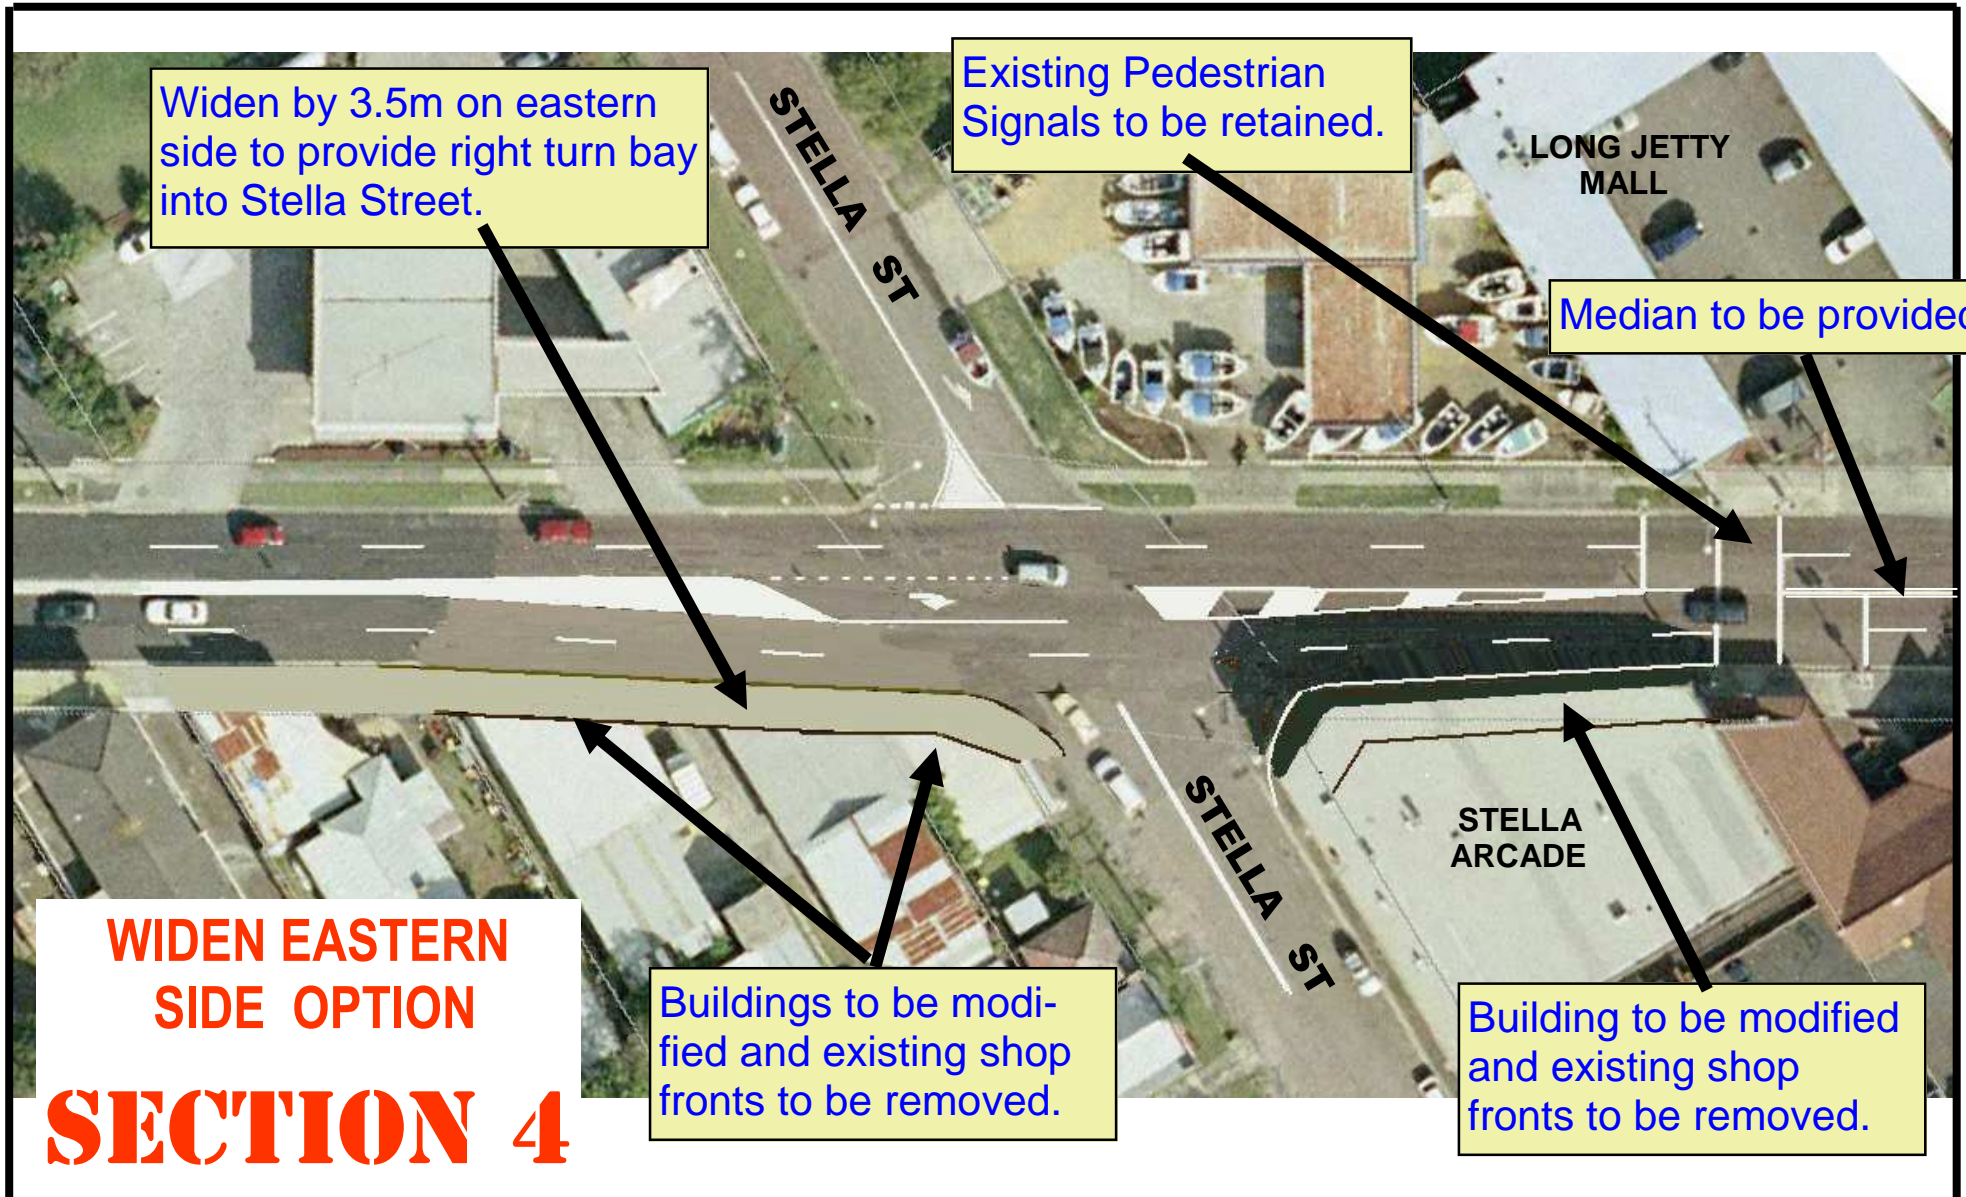 Widen by 3.5m on eastern
side to provide right turn bay
into Stella Street.
STELLA ST
Existing Pedestrian
Signals to be retained.
LONG JETTY
MALL
Median to be provided
STELLA ST
STELLA
ARCADE
WIDEN EASTERN
SIDE OPTION
SECTION 4
Buildings to be modi-
fied and existing shop
fronts to be removed.
Building to be modified
and existing shop
fronts to be removed.